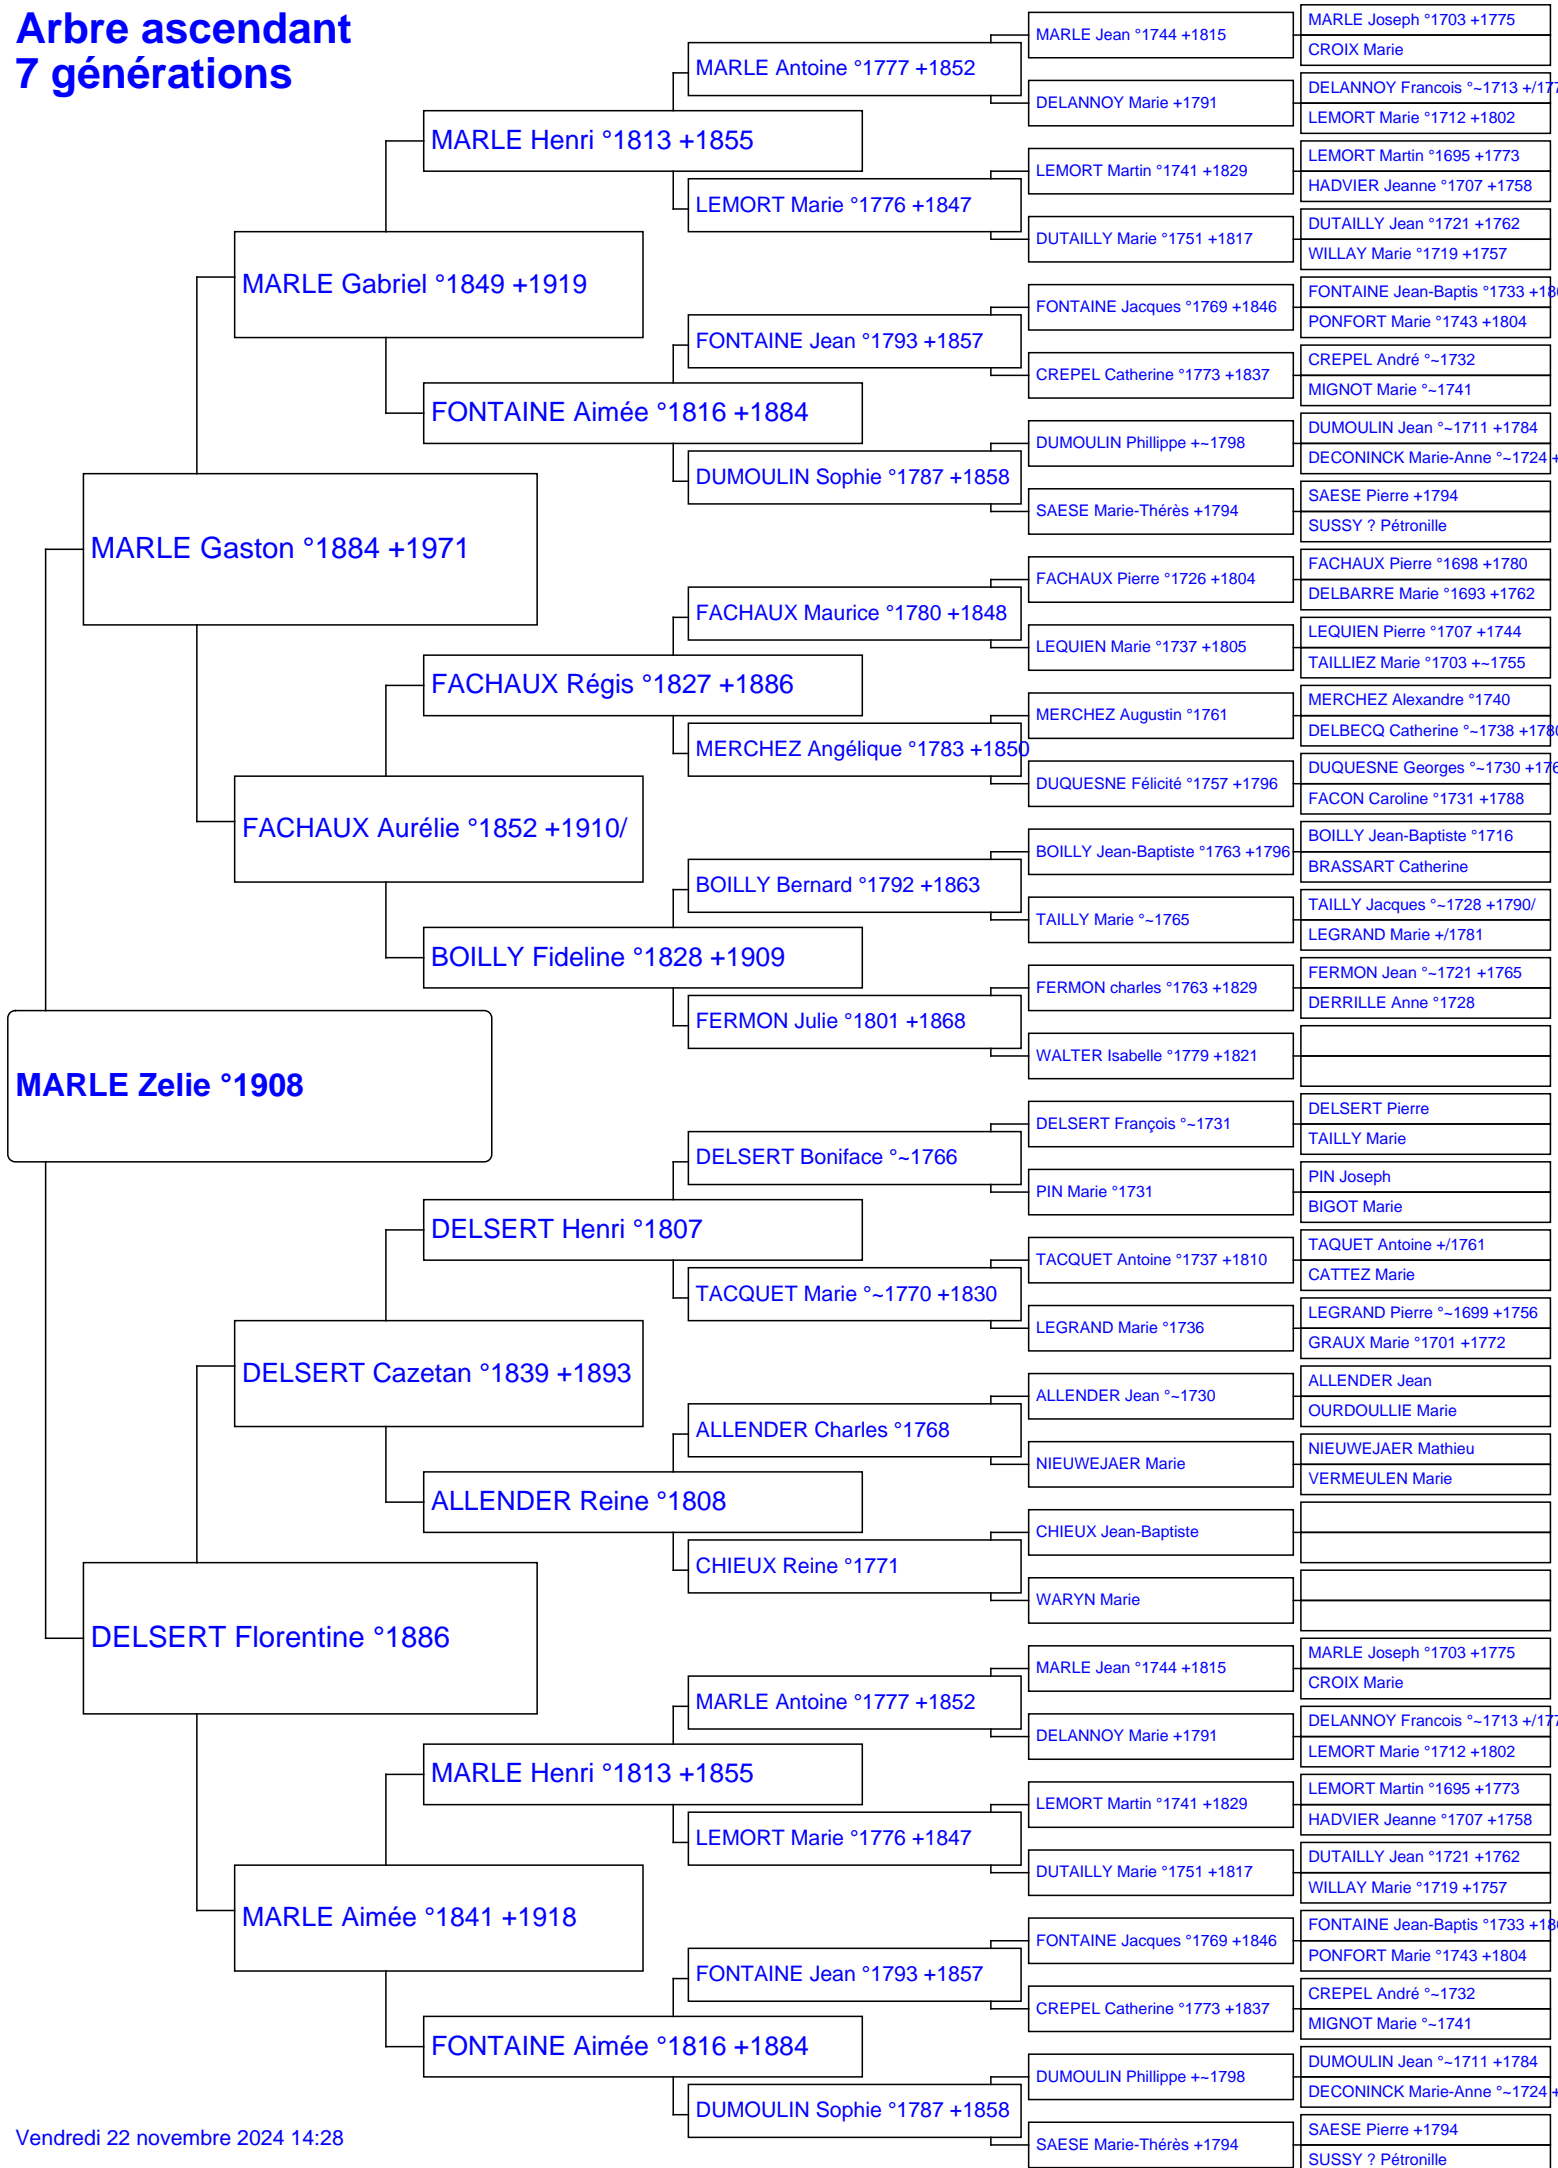 Arbre ascendant
7 générations
MARLE Zelie °1908
MARLE Gaston °1884 +1971
DELSERT Florentine °1886
MARLE Gabriel °1849 +1919
FACHAUX Aurélie °1852 +1910/
DELSERT Cazetan °1839 +1893
MARLE Aimée °1841 +1918
MARLE Henri °1813 +1855
FONTAINE Aimée °1816 +1884
FACHAUX Régis °1827 +1886
BOILLY Fideline °1828 +1909
DELSERT Henri °1807
ALLENDER Reine °1808
MARLE Henri °1813 +1855
FONTAINE Aimée °1816 +1884
MARLE Antoine °1777 +1852
LEMORT Marie °1776 +1847
FONTAINE Jean °1793 +1857
DUMOULIN Sophie °1787 +1858
FACHAUX Maurice °1780 +1848
MERCHEZ Angélique °1783 +1850
BOILLY Bernard °1792 +1863
FERMON Julie °1801 +1868
DELSERT Boniface °~1766
TACQUET Marie °~1770 +1830
ALLENDER Charles °1768
CHIEUX Reine °1771
MARLE Antoine °1777 +1852
LEMORT Marie °1776 +1847
FONTAINE Jean °1793 +1857
DUMOULIN Sophie °1787 +1858
MARLE Jean °1744 +1815
DELANNOY Marie +1791
LEMORT Martin °1741 +1829
DUTAILLY Marie °1751 +1817
FONTAINE Jacques °1769 +1846
CREPEL Catherine °1773 +1837
DUMOULIN Phillippe +~1798
SAESE Marie-Thérès +1794
FACHAUX Pierre °1726 +1804
LEQUIEN Marie °1737 +1805
MERCHEZ Augustin °1761
DUQUESNE Félicité °1757 +1796
BOILLY Jean-Baptiste °1763 +1796
TAILLY Marie °~1765
FERMON charles °1763 +1829
WALTER Isabelle °1779 +1821
DELSERT François °~1731
PIN Marie °1731
TACQUET Antoine °1737 +1810
LEGRAND Marie °1736
ALLENDER Jean °~1730
NIEUWEJAER Marie
CHIEUX Jean-Baptiste
WARYN Marie
MARLE Jean °1744 +1815
DELANNOY Marie +1791
LEMORT Martin °1741 +1829
DUTAILLY Marie °1751 +1817
FONTAINE Jacques °1769 +1846
CREPEL Catherine °1773 +1837
DUMOULIN Phillippe +~1798
SAESE Marie-Thérès +1794
MARLE Joseph °1703 +1775
CROIX Marie
DELANNOY Francois °~1713 +/177
LEMORT Marie °1712 +1802
LEMORT Martin °1695 +1773
HADVIER Jeanne °1707 +1758
DUTAILLY Jean °1721 +1762
WILLAY Marie °1719 +1757
FONTAINE Jean-Baptis °1733 +18
PONFORT Marie °1743 +1804
CREPEL André °~1732
MIGNOT Marie °~1741
DUMOULIN Jean °~1711 +1784
DECONINCK Marie-Anne °~1724 +
SAESE Pierre +1794
SUSSY ? Pétronille
FACHAUX Pierre °1698 +1780
DELBARRE Marie °1693 +1762
LEQUIEN Pierre °1707 +1744
TAILLIEZ Marie °1703 +~1755
MERCHEZ Alexandre °1740
DELBECQ Catherine °~1738 +1780
DUQUESNE Georges °~1730 +176
FACON Caroline °1731 +1788
BOILLY Jean-Baptiste °1716
BRASSART Catherine
TAILLY Jacques °~1728 +1790/
LEGRAND Marie +/1781
FERMON Jean °~1721 +1765
DERRILLE Anne °1728
DELSERT Pierre
TAILLY Marie
PIN Joseph
BIGOT Marie
TAQUET Antoine +/1761
CATTEZ Marie
LEGRAND Pierre °~1699 +1756
GRAUX Marie °1701 +1772
ALLENDER Jean
OURDOULLIE Marie
NIEUWEJAER Mathieu
VERMEULEN Marie
MARLE Joseph °1703 +1775
CROIX Marie
DELANNOY Francois °~1713 +/177
LEMORT Marie °1712 +1802
LEMORT Martin °1695 +1773
HADVIER Jeanne °1707 +1758
DUTAILLY Jean °1721 +1762
WILLAY Marie °1719 +1757
FONTAINE Jean-Baptis °1733 +18
PONFORT Marie °1743 +1804
CREPEL André °~1732
MIGNOT Marie °~1741
DUMOULIN Jean °~1711 +1784
DECONINCK Marie-Anne °~1724 +
SAESE Pierre +1794
SUSSY ? Pétronille
Vendredi 22 novembre 2024 14:28